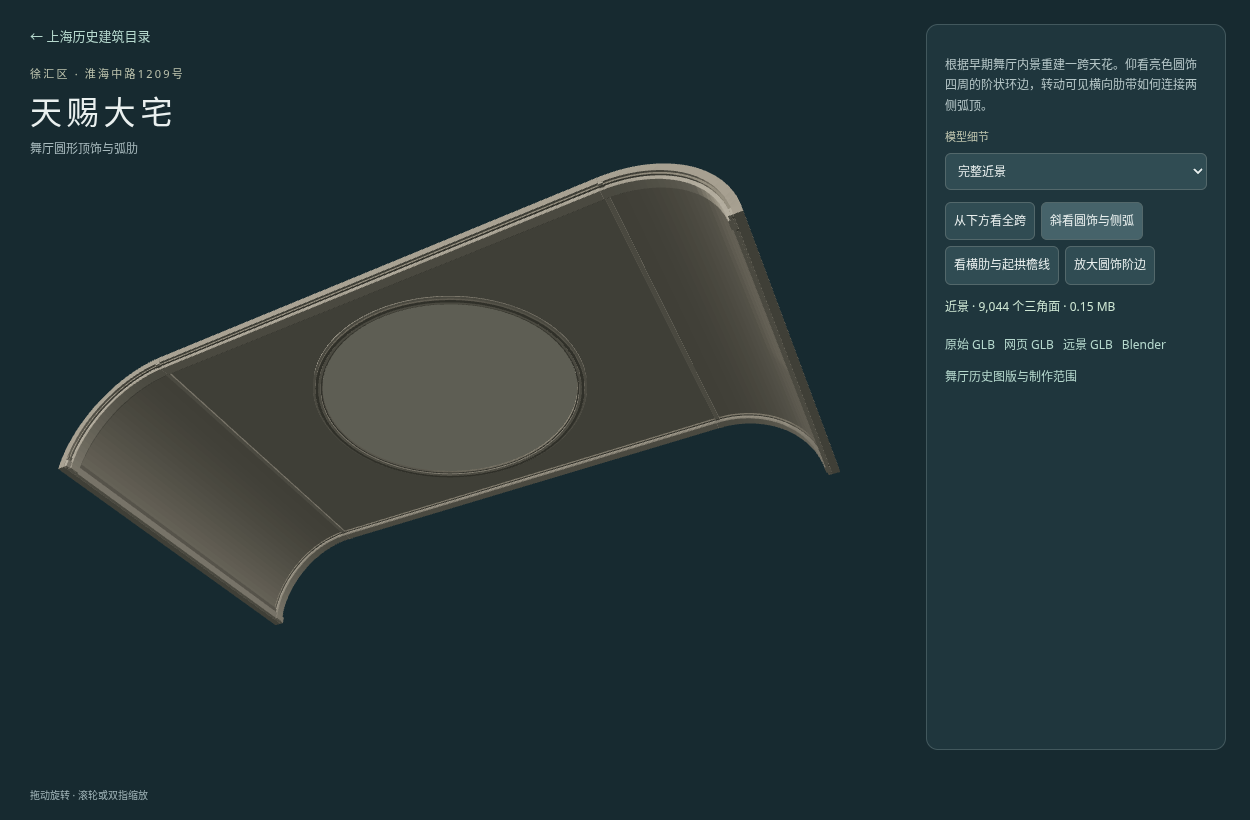 ← 上海历史建筑目录
徐汇区 · 淮海中路1209号
天赐大宅
舞厅圆形顶饰与弧肋
根据早期舞厅内景重建一跨天花。仰看亮色圆饰
四周的阶状环边，转动可见横向肋带如何连接两
侧弧顶。
模型细节
完整近景
从下方看全跨
斜看圆饰与侧弧
看横肋与起拱檐线
放大圆饰阶边
近景 · 9,044 个三角面 · 0.15 MB
原始 GLB 网页 GLB 远景 GLB Blender
舞厅历史图版与制作范围
拖动旋转 · 滚轮或双指缩放